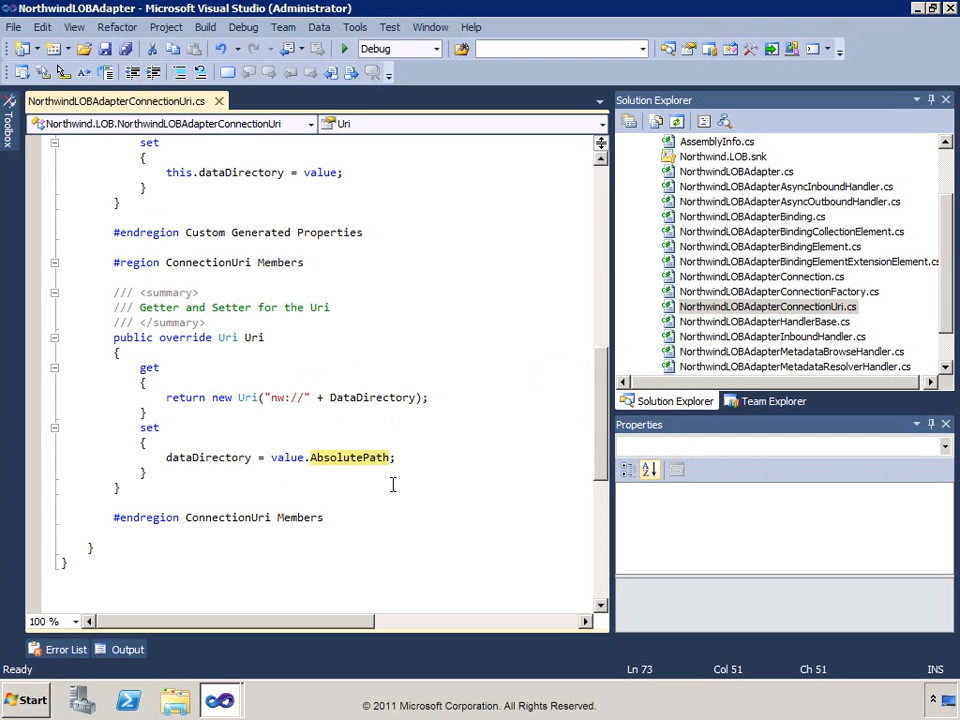 NorthwindLOBAdapter - Microsoft Visual Studio (Administrator)
File Edit View Refactor Project Build Debug Team Data Tools Test Window Help
Debug
NorthwindLOBAdapterConnectionUri.cs
Northwind.LOB.NorthwindLOBAdapterConnectionUri
Uri
Toolbox
set
{
this.dataDirectory = value;
}
}
#endregion Custom Generated Properties
#region ConnectionUri Members
/// <summary>
/// Getter and Setter for the Uri
/// </summary>
public override Uri Uri
{
get
{
return new Uri("nw://" + DataDirectory);
}
set
{
dataDirectory = value.AbsolutePath;
}
}
#endregion ConnectionUri Members
}
}
100 %
Solution Explorer
AssemblyInfo.cs
Northwind.LOB.snk
NorthwindLOBAdapter.cs
NorthwindLOBAdapterAsyncInboundHandler.cs
NorthwindLOBAdapterAsyncOutboundHandler.cs
NorthwindLOBAdapterBinding.cs
NorthwindLOBAdapterBindingCollectionElement.cs
NorthwindLOBAdapterBindingElement.cs
NorthwindLOBAdapterBindingElementExtensionElement.cs
NorthwindLOBAdapterConnection.cs
NorthwindLOBAdapterConnectionFactory.cs
NorthwindLOBAdapterConnectionUri.cs
NorthwindLOBAdapterHandlerBase.cs
NorthwindLOBAdapterInboundHandler.cs
NorthwindLOBAdapterMetadataBrowseHandler.cs
NorthwindLOBAdapterMetadataResolverHandler.cs
Solution Explorer Team Explorer
Properties
Error List Output
Ready Ln 73 Col 51 Ch 51 INS
Start
© 2011 Microsoft Corporation. All Rights Reserved.